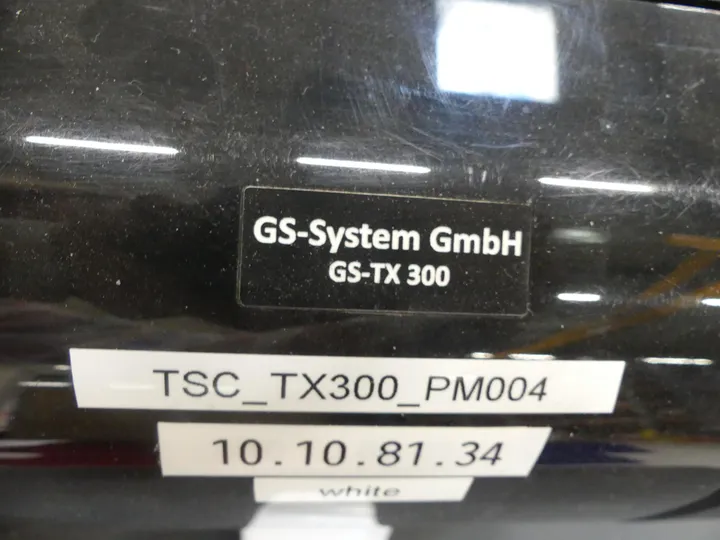 GS-System GmbH
GS-TX 300
TSC_TX300_PM004
10.10.81.34
white